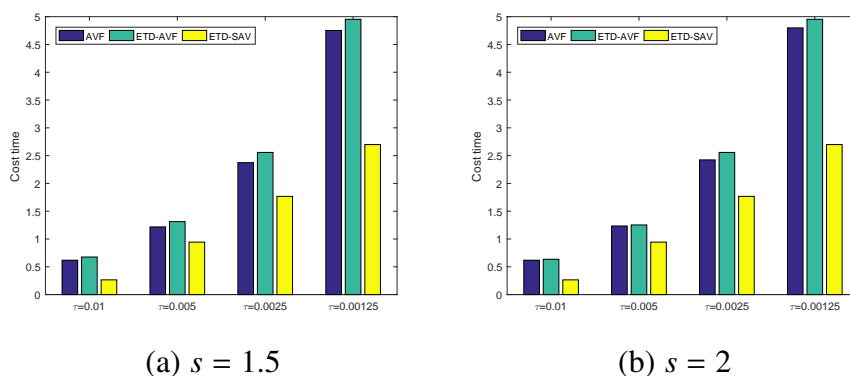 5
4.5
4
3.5
3
2.5
2
1.5
1
0.5
0
Cost time
AVF ETD-AVF ETD-SAV
τ=0.01 τ=0.005 τ=0.0025 τ=0.00125
(a) s = 1.5
5
4.5
4
3.5
3
2.5
2
1.5
1
0.5
0
Cost time
AVF ETD-AVF ETD-SAV
τ=0.01 τ=0.005 τ=0.0025 τ=0.00125
(b) s = 2